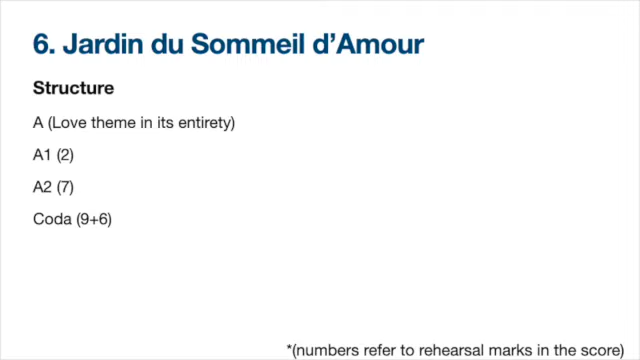 6. Jardin du Sommeil d’Amour
Structure
A (Love theme in its entirety)
A1 (2)
A2 (7)
Coda (9+6)
*(numbers refer to rehearsal marks in the score)